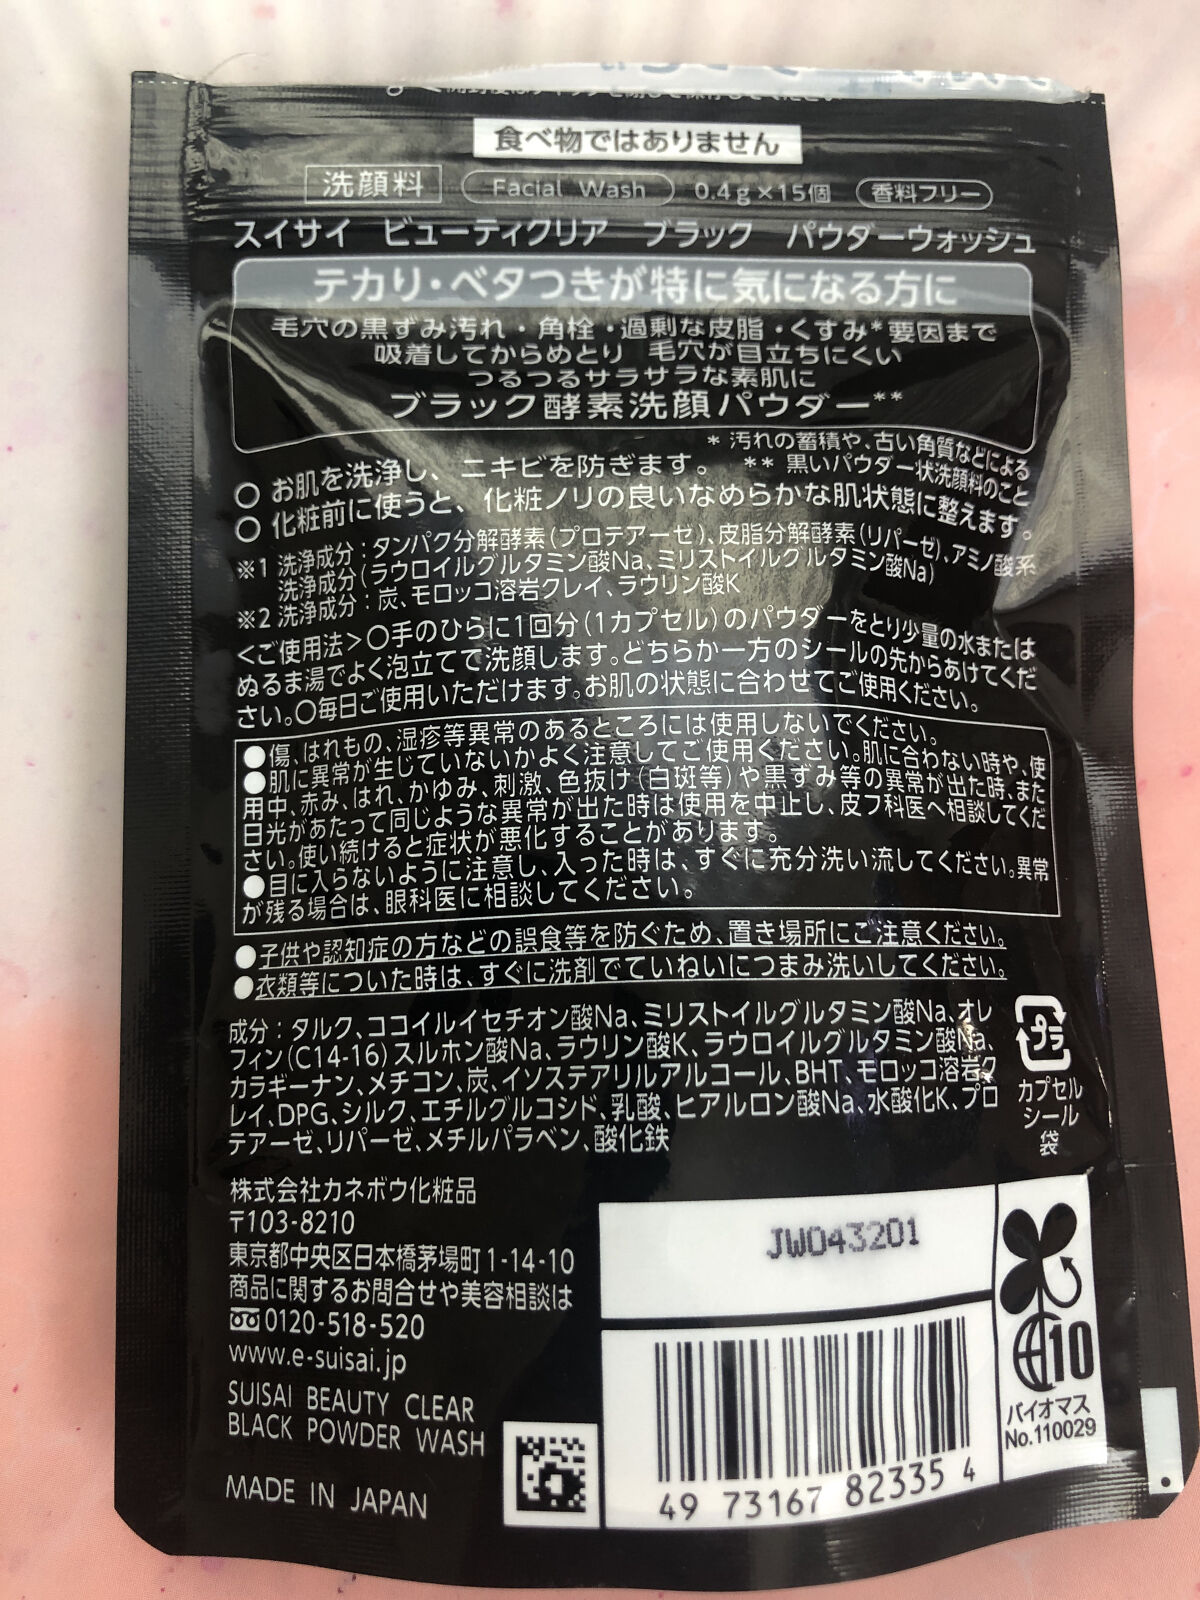 食べ物ではありません
洗顔料 Facial Wash 0.4g×15個 香料フリー
スイサイ ビューティクリア ブラック パウダーウォッシュ
テカリ・ベタつきが特に気になる方に
毛穴の黒ずみ汚れ・角栓・過剰な皮脂・くすみ*要因まで
吸着してからめとり 毛穴が目立ちにくい
つるつるサラサラな素肌に
ブラック酵素洗顔パウダー**
* 汚れの蓄積や、古い角質などによる
** 黒いパウダー状洗顔料のこと
○ お肌を洗浄し、ニキビを防ぎます。
○ 化粧前に使うと、化粧ノリの良いなめらかな肌状態に整えます。
※1 洗浄成分：タンパク分解酵素(プロテアーゼ)、皮脂分解酵素(リパーゼ)、アミノ酸系
洗浄成分(ラウロイルグルタミン酸Na、ミリストイルグルタミン酸Na)
※2 洗浄成分：炭、モロッコ溶岩クレイ、ラウリン酸K
<ご使用法>○手のひらに1回分(1カプセル)のパウダーをとり少量の水または
ぬるま湯でよく泡立てて洗顔します。どちらか一方のシールの先からあけてくだ
さい。○毎日ご使用いただけます。お肌の状態に合わせてご使用ください。
●傷、はれもの、湿疹等異常のあるところには使用しないでください。
●肌に異常が生じていないかよく注意してご使用ください。肌に合わない時や、使
用中、赤み、はれ、かゆみ、刺激、色抜け(白斑等)や黒ずみ等の異常が出た時、また
日光があたって同じような異常が出た時は使用を中止し、皮フ科医へ相談してくだ
さい。使い続けると症状が悪化することがあります。
●目に入らないように注意し、入った時は、すぐに充分洗い流してください。異常
が残る場合は、眼科医に相談してください。
●子供や認知症の方などの誤食等を防ぐため、置き場所にご注意ください。
●衣類等についた時は、すぐに洗剤でていねいにつまみ洗いしてください。
成分：タルク、ココイルイセチオン酸Na、ミリストイルグルタミン酸Na、オレ
フィン(C14-16)スルホン酸Na、ラウリン酸K、ラウロイルグルタミン酸Na、
カラギーナン、メチコン、炭、イソステアリルアルコール、BHT、モロッコ溶岩ク
レイ、DPG、シルク、エチルグルコシド、乳酸、ヒアルロン酸Na、水酸化K、プロ
テアーゼ、リパーゼ、メチルパラベン、酸化鉄
プラ
カプセル
シール
袋
株式会社カネボウ化粧品
〒103-8210
東京都中央区日本橋茅場町1-14-10
商品に関するお問合せや美容相談は
0120-518-520
www.e-suisai.jp
SUISAI BEAUTY CLEAR
BLACK POWDER WASH
MADE IN JAPAN
JW043201
49 73167 82335 4
10
バイオマス
No.110029